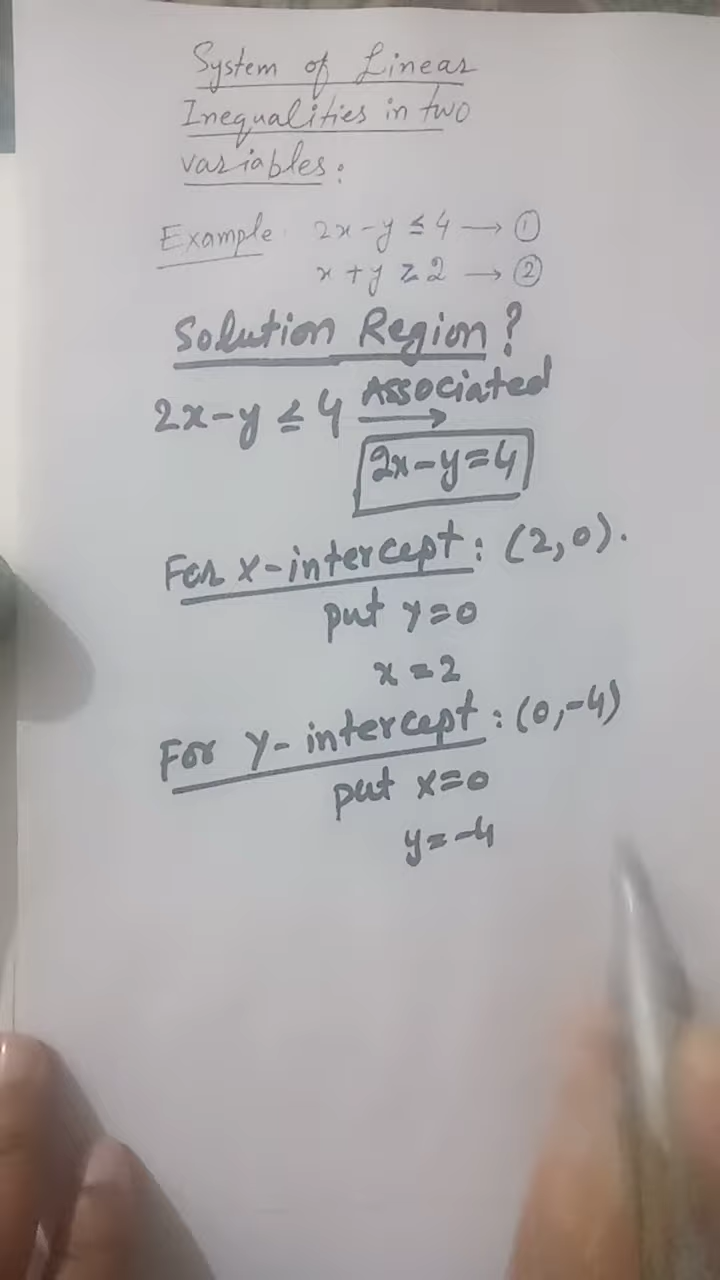 System of Linear
Inequalities in two
variables:
Example: 2x-y ≤ 4 → ①
x + y ≥ 2 → ②
Solution Region?
2x-y ≤ 4 Associated →
2x-y=4
For x-intercept: (2,0).
put y=0
x=2
For y-intercept: (0,-4)
put x=0
y=-4